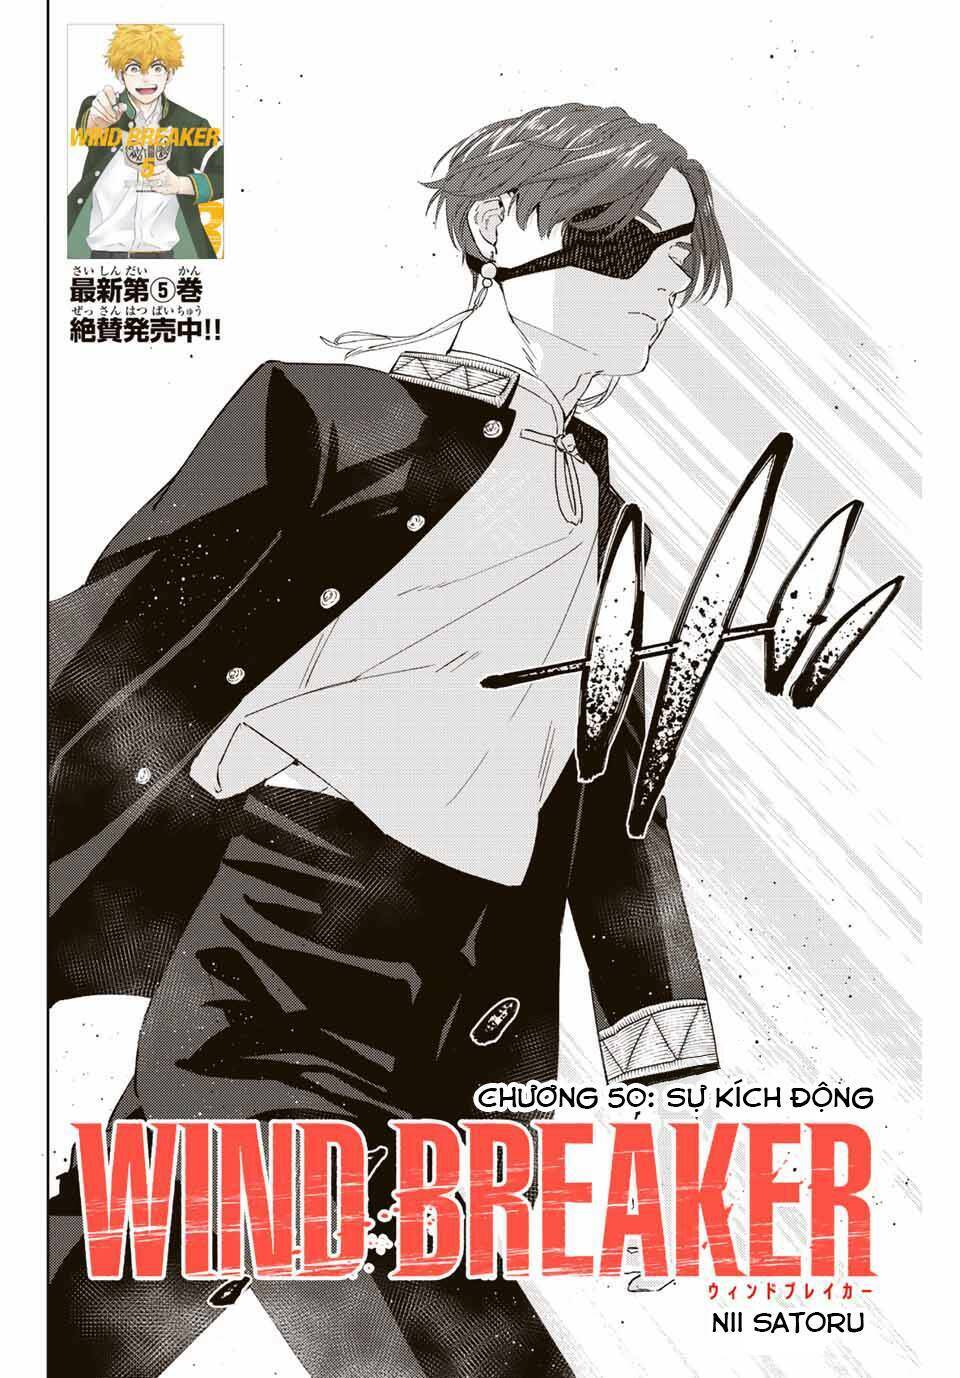 WIND BREAKER
5
最新第⑤巻
さいしんだい かん
絶賛発売中!!
ぜっさんはつばいちゅう
CHƯƠNG 50: SỰ KÍCH ĐỘNG
WIND BREAKER
ウィンドブレイカー
NII SATORU